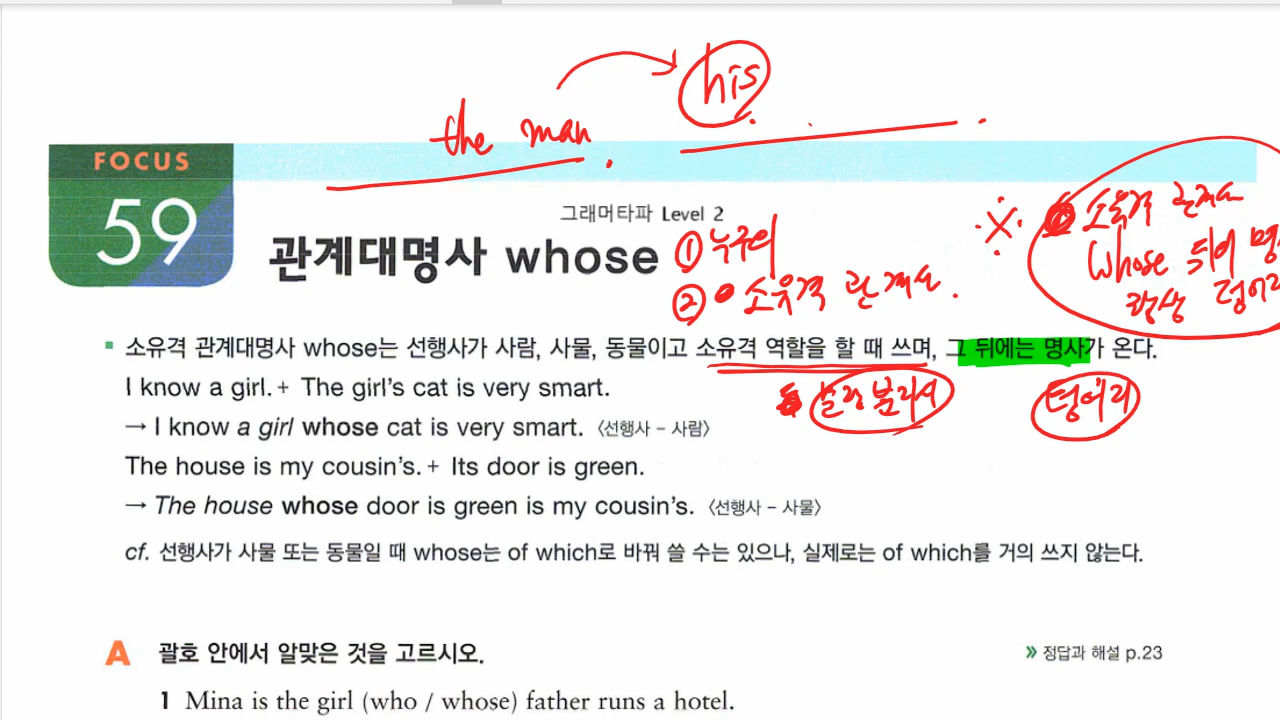 his
the man
FOCUS
59
그래머타파 Level 2
관계대명사 whose
① 누구의
② 소유격 관계사.
※ 소유격 관계사
whose 뒤에
항상
▪ 소유격 관계대명사 whose는 선행사가 사람, 사물, 동물이고 소유격 역할을 할 때 쓰며, 그 뒤에는 명사가 온다.
I know a girl. + The girl's cat is very smart.
덩어리
→ I know a girl whose cat is very smart. 〈선행사 – 사람〉
The house is my cousin's. + Its door is green.
→ The house whose door is green is my cousin's. 〈선행사 – 사물〉
cf. 선행사가 사물 또는 동물일 때 whose는 of which로 바꿔 쓸 수는 있으나, 실제로는 of which를 거의 쓰지 않는다.
A 괄호 안에서 알맞은 것을 고르시오.
» 정답과 해설 p.23
1 Mina is the girl (who / whose) father runs a hotel.